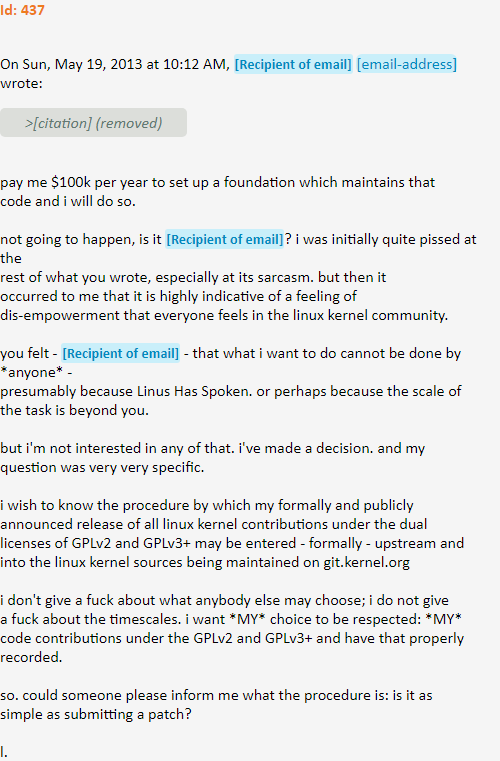 Id: 437
On Sun, May 19, 2013 at 10:12 AM, [Recipient of email] [email-address]
wrote:
>[citation] (removed)
pay me $100k per year to set up a foundation which maintains that
code and i will do so.
not going to happen, is it [Recipient of email]? i was initially quite pissed at
the
rest of what you wrote, especially at its sarcasm. but then it
occurred to me that it is highly indicative of a feeling of
dis-empowerment that everyone feels in the linux kernel community.
you felt - [Recipient of email] - that what i want to do cannot be done by
*anyone* -
presumably because Linus Has Spoken. or perhaps because the scale of
the task is beyond you.
but i'm not interested in any of that. i've made a decision. and my
question was very very specific.
i wish to know the procedure by which my formally and publicly
announced release of all linux kernel contributions under the dual
licenses of GPLv2 and GPLv3+ may be entered - formally - upstream and
into the linux kernel sources being maintained on git.kernel.org
i don't give a fuck about what anybody else may choose; i do not give
a fuck about the timescales. i want *MY* choice to be respected: *MY*
code contributions under the GPLv2 and GPLv3+ and have that properly
recorded.
so. could someone please inform me what the procedure is: is it as
simple as submitting a patch?
l.